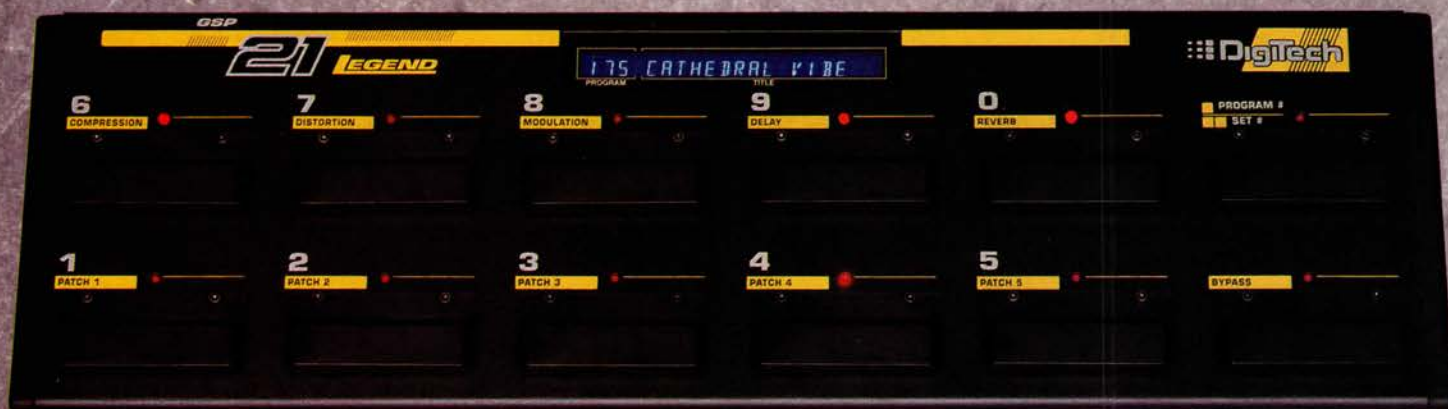 GSP
21 LEGEND
DigiTech
175 CATHEDRAL VIBE
PROGRAM TITLE
6 7 8 9 0
COMPRESSION DISTORTION MODULATION DELAY REVERB
PROGRAM #
SET #
1 2 3 4 5
PATCH 1 PATCH 2 PATCH 3 PATCH 4 PATCH 5 BYPASS